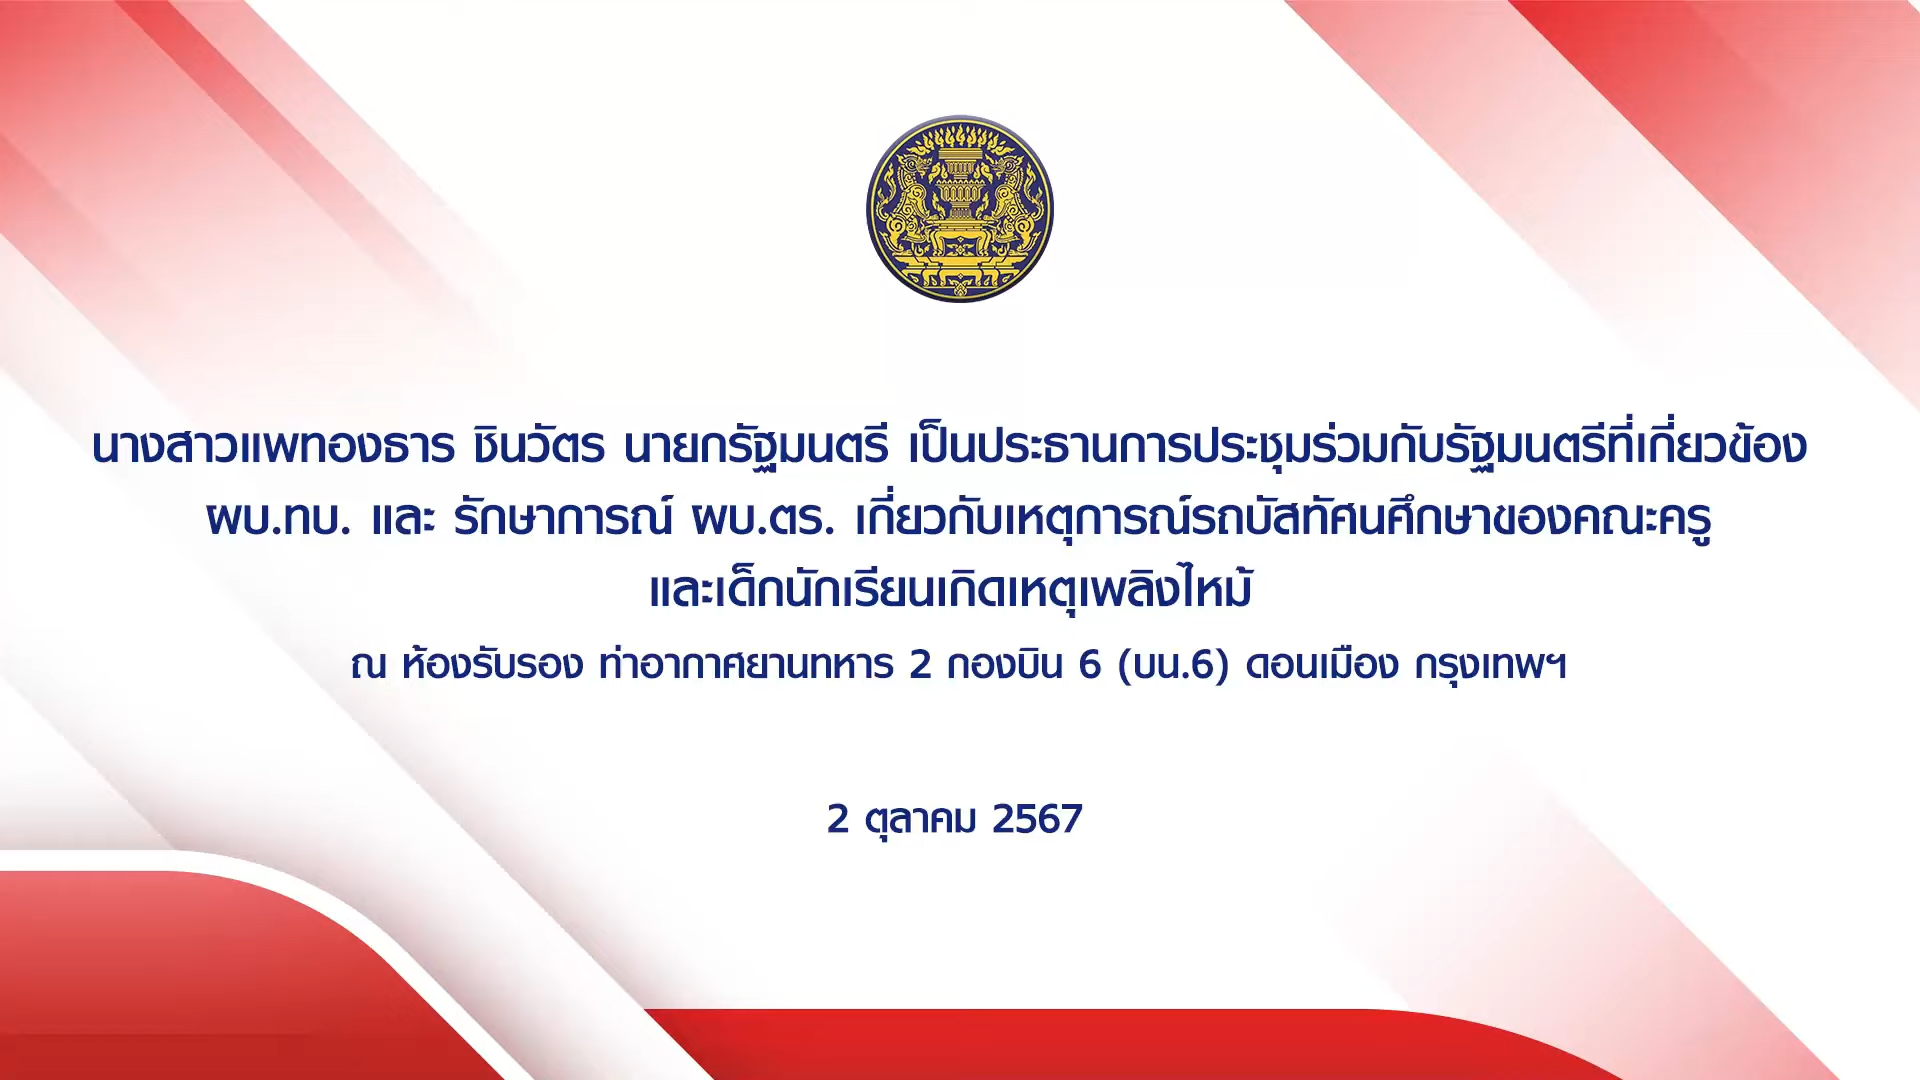 นางสาวแพทองธาร ชินวัตร นายกรัฐมนตรี เป็นประธานการประชุมร่วมกับรัฐมนตรีที่เกี่ยวข้อง
ผบ.ทบ. และ รักษาการณ์ ผบ.ตร. เกี่ยวกับเหตุการณ์รถบัสทัศนศึกษาของคณะครู
และเด็กนักเรียนเกิดเหตุเพลิงไหม้
ณ ห้องรับรอง ท่าอากาศยานทหาร 2 กองบิน 6 (บน.6) ดอนเมือง กรุงเทพฯ
2 ตุลาคม 2567